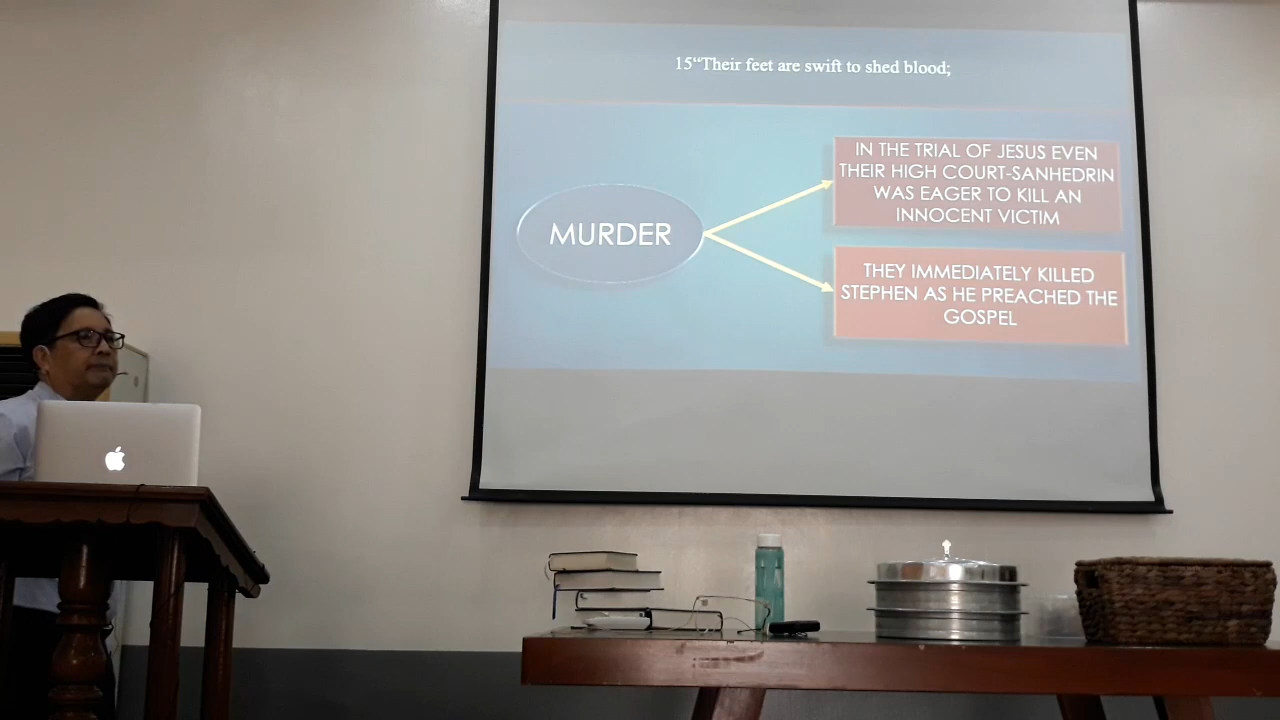 15“Their feet are swift to shed blood;
MURDER
IN THE TRIAL OF JESUS EVEN
THEIR HIGH COURT-SANHEDRIN
WAS EAGER TO KILL AN
INNOCENT VICTIM
THEY IMMEDIATELY KILLED
STEPHEN AS HE PREACHED THE
GOSPEL